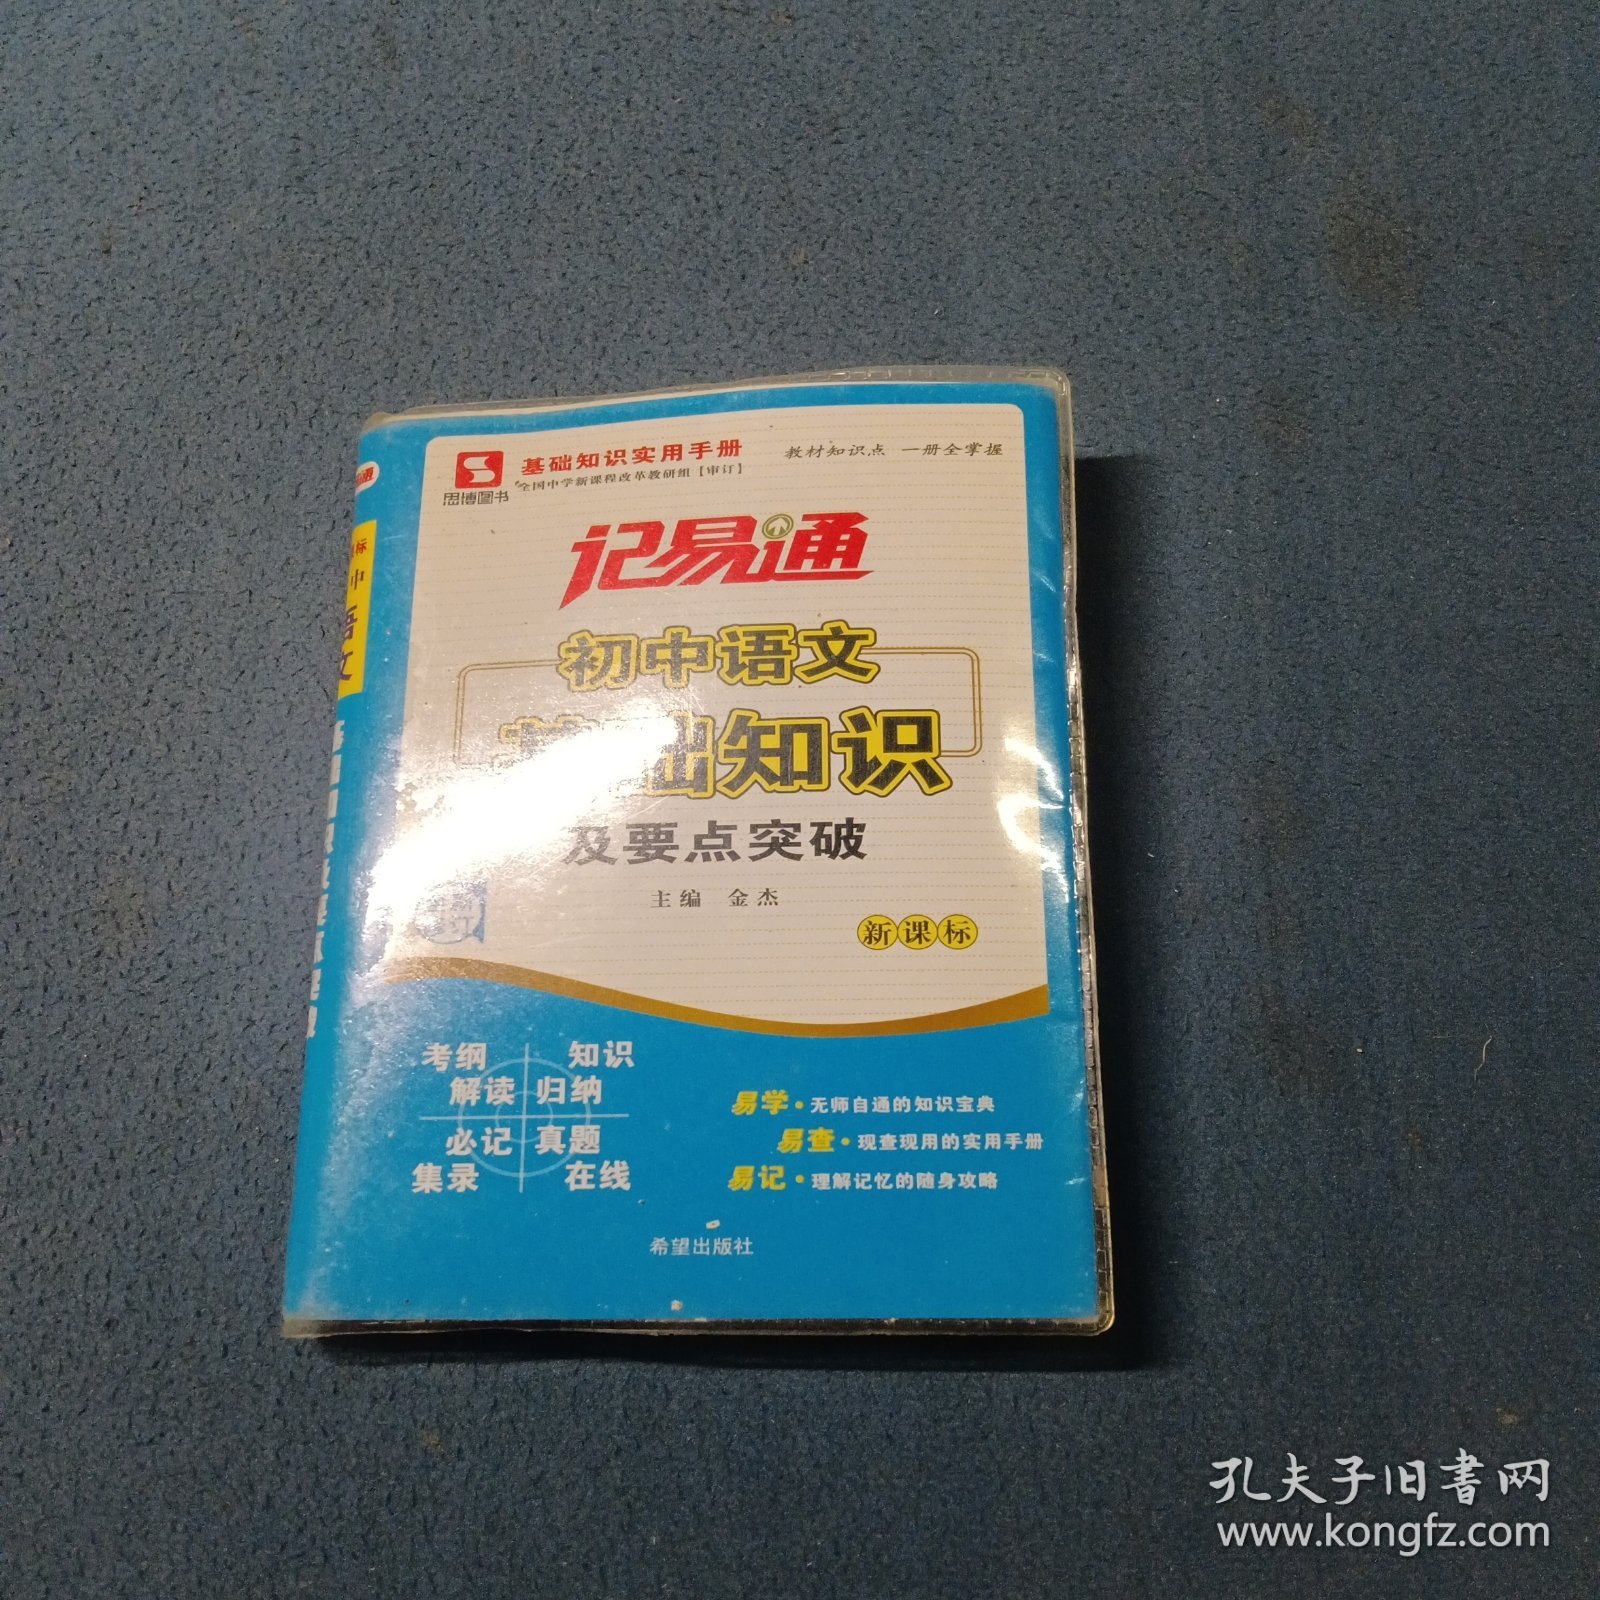 思博图书
基础知识实用手册
全国中学新课程改革教研组【审订】
教材知识点 一册全掌握
记易通
初中语文
基础知识
及要点突破
主编 金杰
新课标
考纲 知识
解读 归纳
必记 真题
集录 在线
易学·无师自通的知识宝典
易查·现查现用的实用手册
易记·理解记忆的随身攻略
希望出版社
标
中
语文
孔夫子旧书网
www.kongfz.com